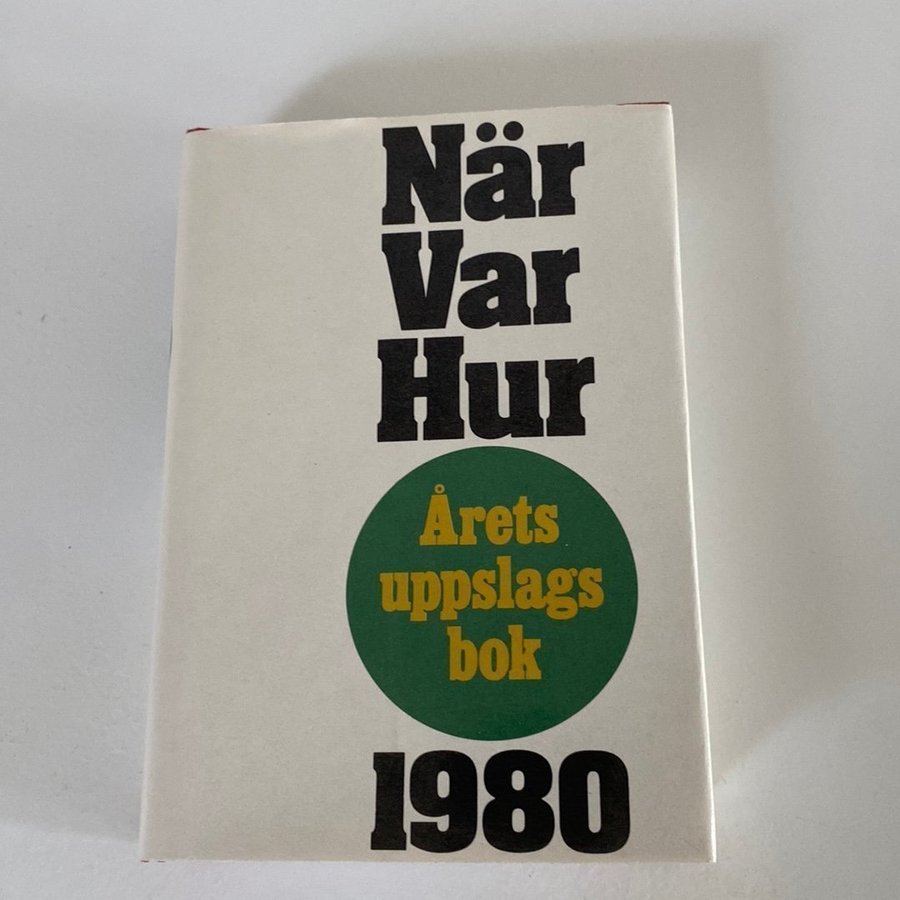 När
Var
Hur
Årets
uppslags
bok
1980